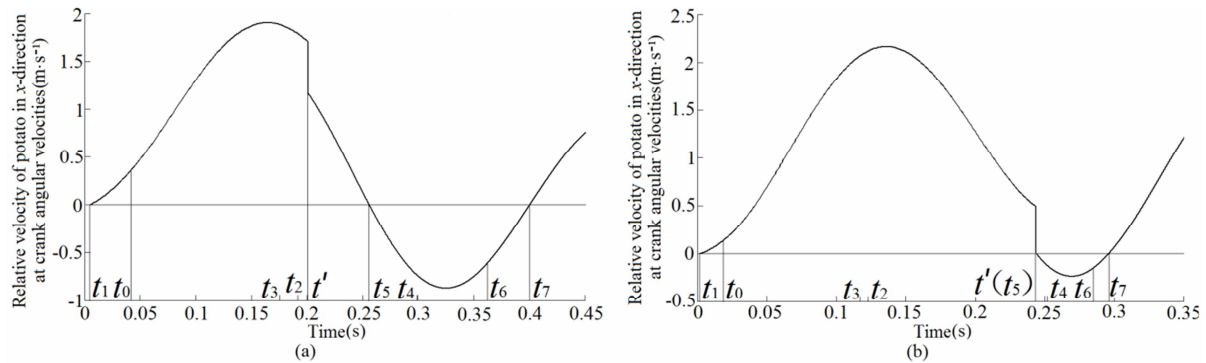 Relative velocity of potato in x-direction
at crank angular velocities(m·s⁻¹)
2
1.5
1
0.5
0
-0.5
-1
t₁ t₀ t₃ t₂ t' t₅ t₄ t₆ t₇
0 0.05 0.1 0.15 0.2 0.25 0.3 0.35 0.4 0.45
Time(s)
(a)
Relative velocity of potato in x-direction
at crank angular velocities(m·s⁻¹)
2.5
2
1.5
1
0.5
0
-0.5
t₁ t₀ t₃ t₂ t'(t₅) t₄ t₆ t₇
0 0.05 0.1 0.15 0.2 0.25 0.3 0.35
Time(s)
(b)